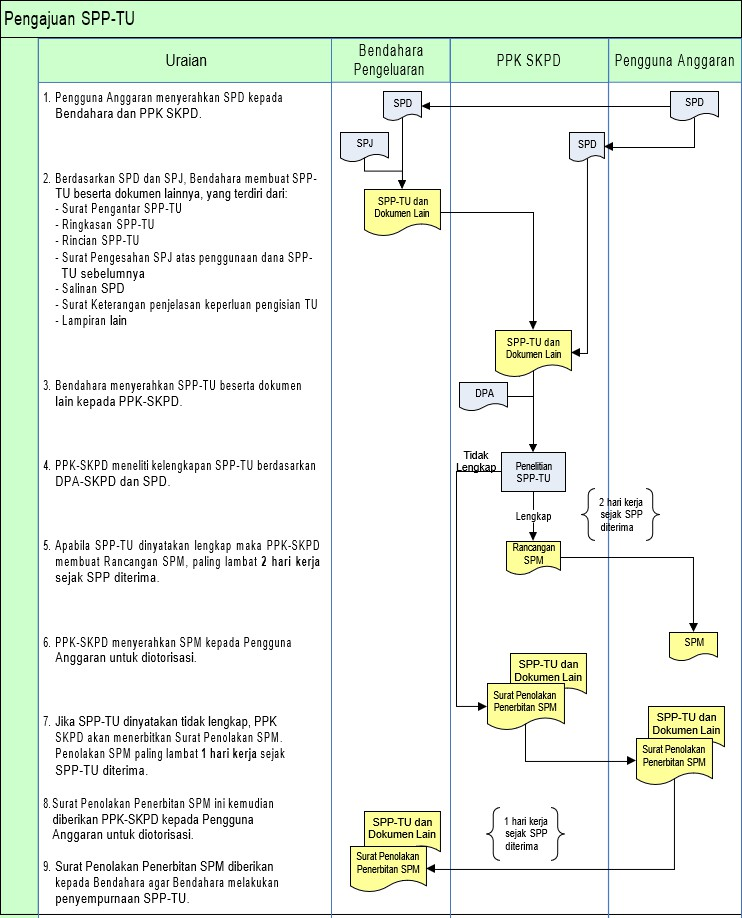 Pengajuan SPP-TU
Uraian
Bendahara
Pengeluaran
PPK SKPD
Pengguna Anggaran
1. Pengguna Anggaran menyerahkan SPD kepada
Bendahara dan PPK SKPD.
2. Berdasarkan SPD dan SPJ, Bendahara membuat SPP-
TU beserta dokumen lainnya, yang terdiri dari:
- Surat Pengantar SPP-TU
- Ringkasan SPP-TU
- Rincian SPP-TU
- Surat Pengesahan SPJ atas penggunaan dana SPP-
TU sebelumnya
- Salinan SPD
- Surat Keterangan penjelasan keperluan pengisian TU
- Lampiran lain
3. Bendahara menyerahkan SPP-TU beserta dokumen
lain kepada PPK-SKPD.
4. PPK-SKPD meneliti kelengkapan SPP-TU berdasarkan
DPA-SKPD dan SPD.
5. Apabila SPP-TU dinyatakan lengkap maka PPK-SKPD
membuat Rancangan SPM, paling lambat 2 hari kerja
sejak SPP diterima.
6. PPK-SKPD menyerahkan SPM kepada Pengguna
Anggaran untuk diotorisasi.
7. Jika SPP-TU dinyatakan tidak lengkap, PPK
SKPD akan menerbitkan Surat Penolakan SPM.
Penolakan SPM paling lambat 1 hari kerja sejak
SPP-TU diterima.
8.Surat Penolakan Penerbitan SPM ini kemudian
diberikan PPK-SKPD kepada Pengguna
Anggaran untuk diotorisasi.
9. Surat Penolakan Penerbitan SPM diberikan
kepada Bendahara agar Bendahara melakukan
penyempurnaan SPP-TU.
SPD
SPD
SPJ
SPD
SPP-TU dan
Dokumen Lain
SPP-TU dan
Dokumen Lain
DPA
Tidak
Lengkap
Penelitian
SPP-TU
Lengkap
2 hari kerja
sejak SPP
diterima
Rancangan
SPM
SPM
SPP-TU dan
Dokumen Lain
Surat Penolakan
Penerbitan SPM
SPP-TU dan
Dokumen Lain
Surat Penolakan
Penerbitan SPM
SPP-TU dan
Dokumen Lain
Surat Penolakan
Penerbitan SPM
1 hari kerja
sejak SPP
diterima